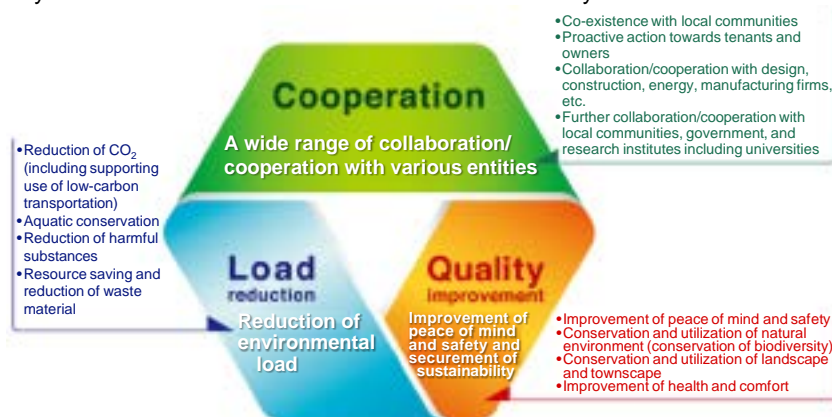 •Co-existence with local communities
•Proactive action towards tenants and
owners
•Collaboration/cooperation with design,
construction, energy, manufacturing firms,
etc.
•Further collaboration/cooperation with
local communities, government, and
research institutes including universities
Cooperation
A wide range of collaboration/
cooperation with various entities
•Reduction of CO2
(including supporting
use of low-carbon
transportation)
•Aquatic conservation
•Reduction of harmful
substances
•Resource saving and
reduction of waste
material
Load
reduction
Reduction of
environmental
load
Quality
improvement
Improvement of
peace of mind
and safety and
securement of
sustainability
•Improvement of peace of mind and safety
•Conservation and utilization of natural
environment (conservation of biodiversity)
•Conservation and utilization of landscape
and townscape
•Improvement of health and comfort